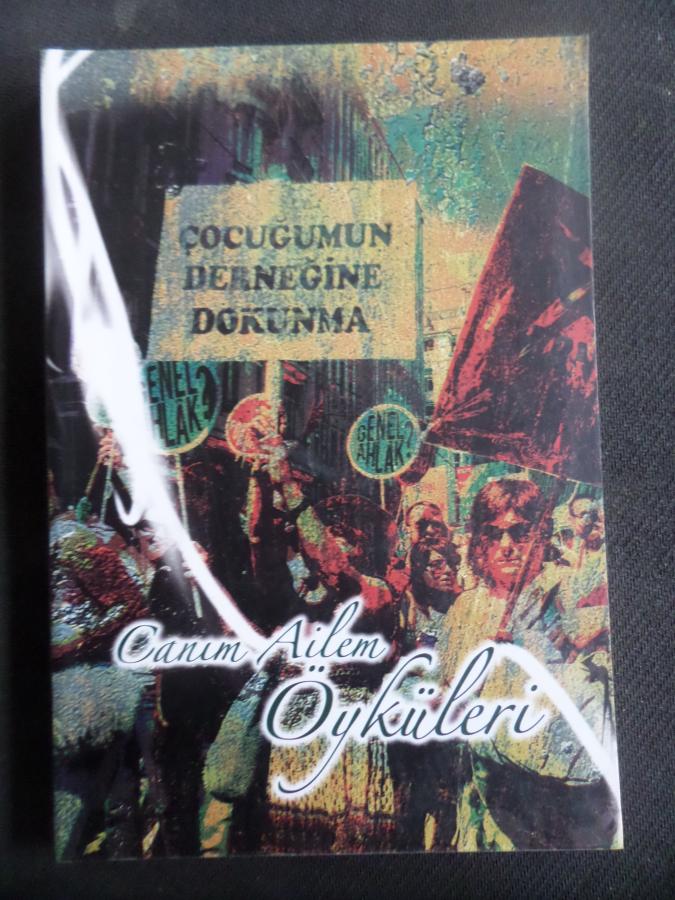 ÇOCUĞUMUN
DERNEĞİNE
DOKUNMA
GENEL
AHLAK?
GENEL
AHLAK?
Canım Ailem
Öyküleri